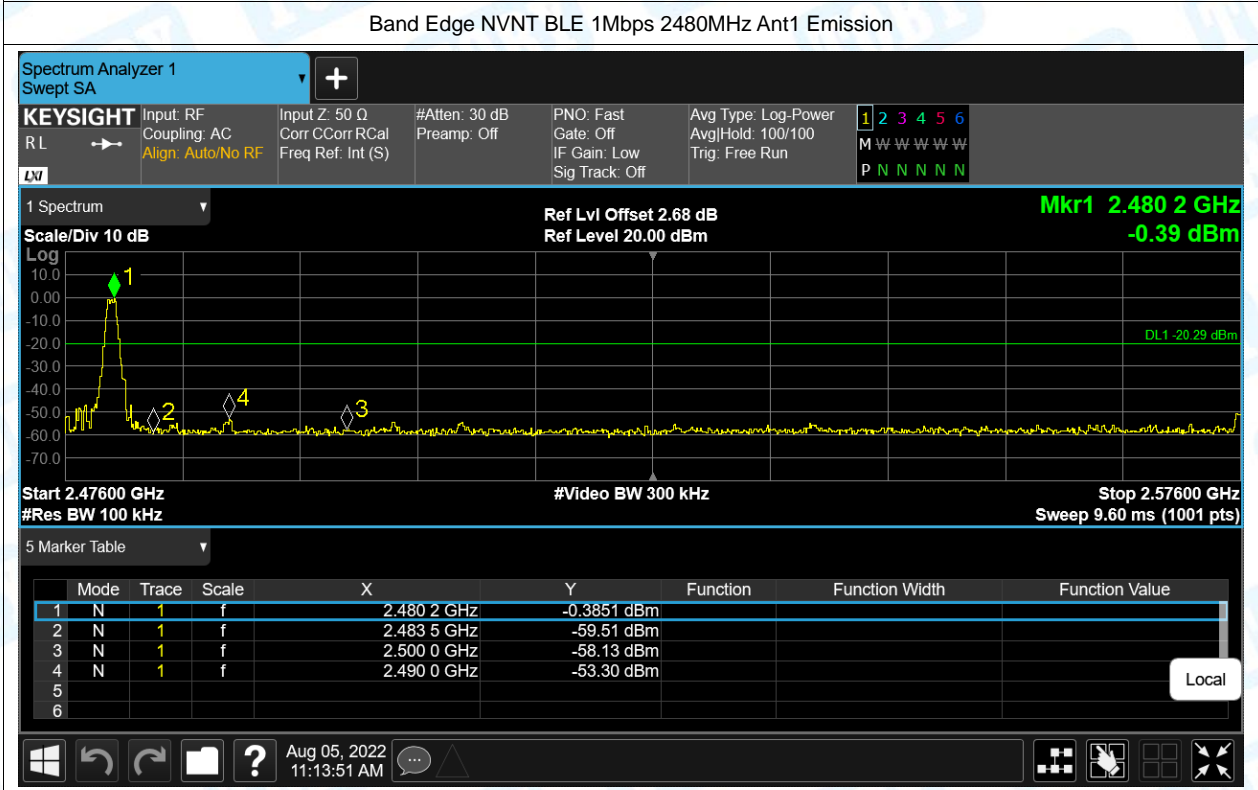 Band Edge NVNT BLE 1Mbps 2480MHz Ant1 Emission
Spectrum Analyzer 1
Swept SA
KEYSIGHT
RL
LXI
Input: RF
Coupling: AC
Align: Auto/No RF
Input Z: 50 Ω
Corr CCorr RCal
Freq Ref: Int (S)
#Atten: 30 dB
Preamp: Off
PNO: Fast
Gate: Off
IF Gain: Low
Sig Track: Off
Avg Type: Log-Power
Avg|Hold: 100/100
Trig: Free Run
1 2 3 4 5 6
M W W W W W
P N N N N N
1 Spectrum
Scale/Div 10 dB
Ref Lvl Offset 2.68 dB
Ref Level 20.00 dBm
Mkr1 2.480 2 GHz
-0.39 dBm
Log
10.0
0.00
-10.0
-20.0
-30.0
-40.0
-50.0
-60.0
-70.0
1
2
4
3
DL1 -20.29 dBm
Start 2.47600 GHz
#Res BW 100 kHz
#Video BW 300 kHz
Stop 2.57600 GHz
Sweep 9.60 ms (1001 pts)
5 Marker Table
Mode Trace Scale X Y Function Function Width Function Value
1 N 1 f 2.480 2 GHz -0.3851 dBm
2 N 1 f 2.483 5 GHz -59.51 dBm
3 N 1 f 2.500 0 GHz -58.13 dBm
4 N 1 f 2.490 0 GHz -53.30 dBm
5
6
Local
?
Aug 05, 2022
11:13:51 AM